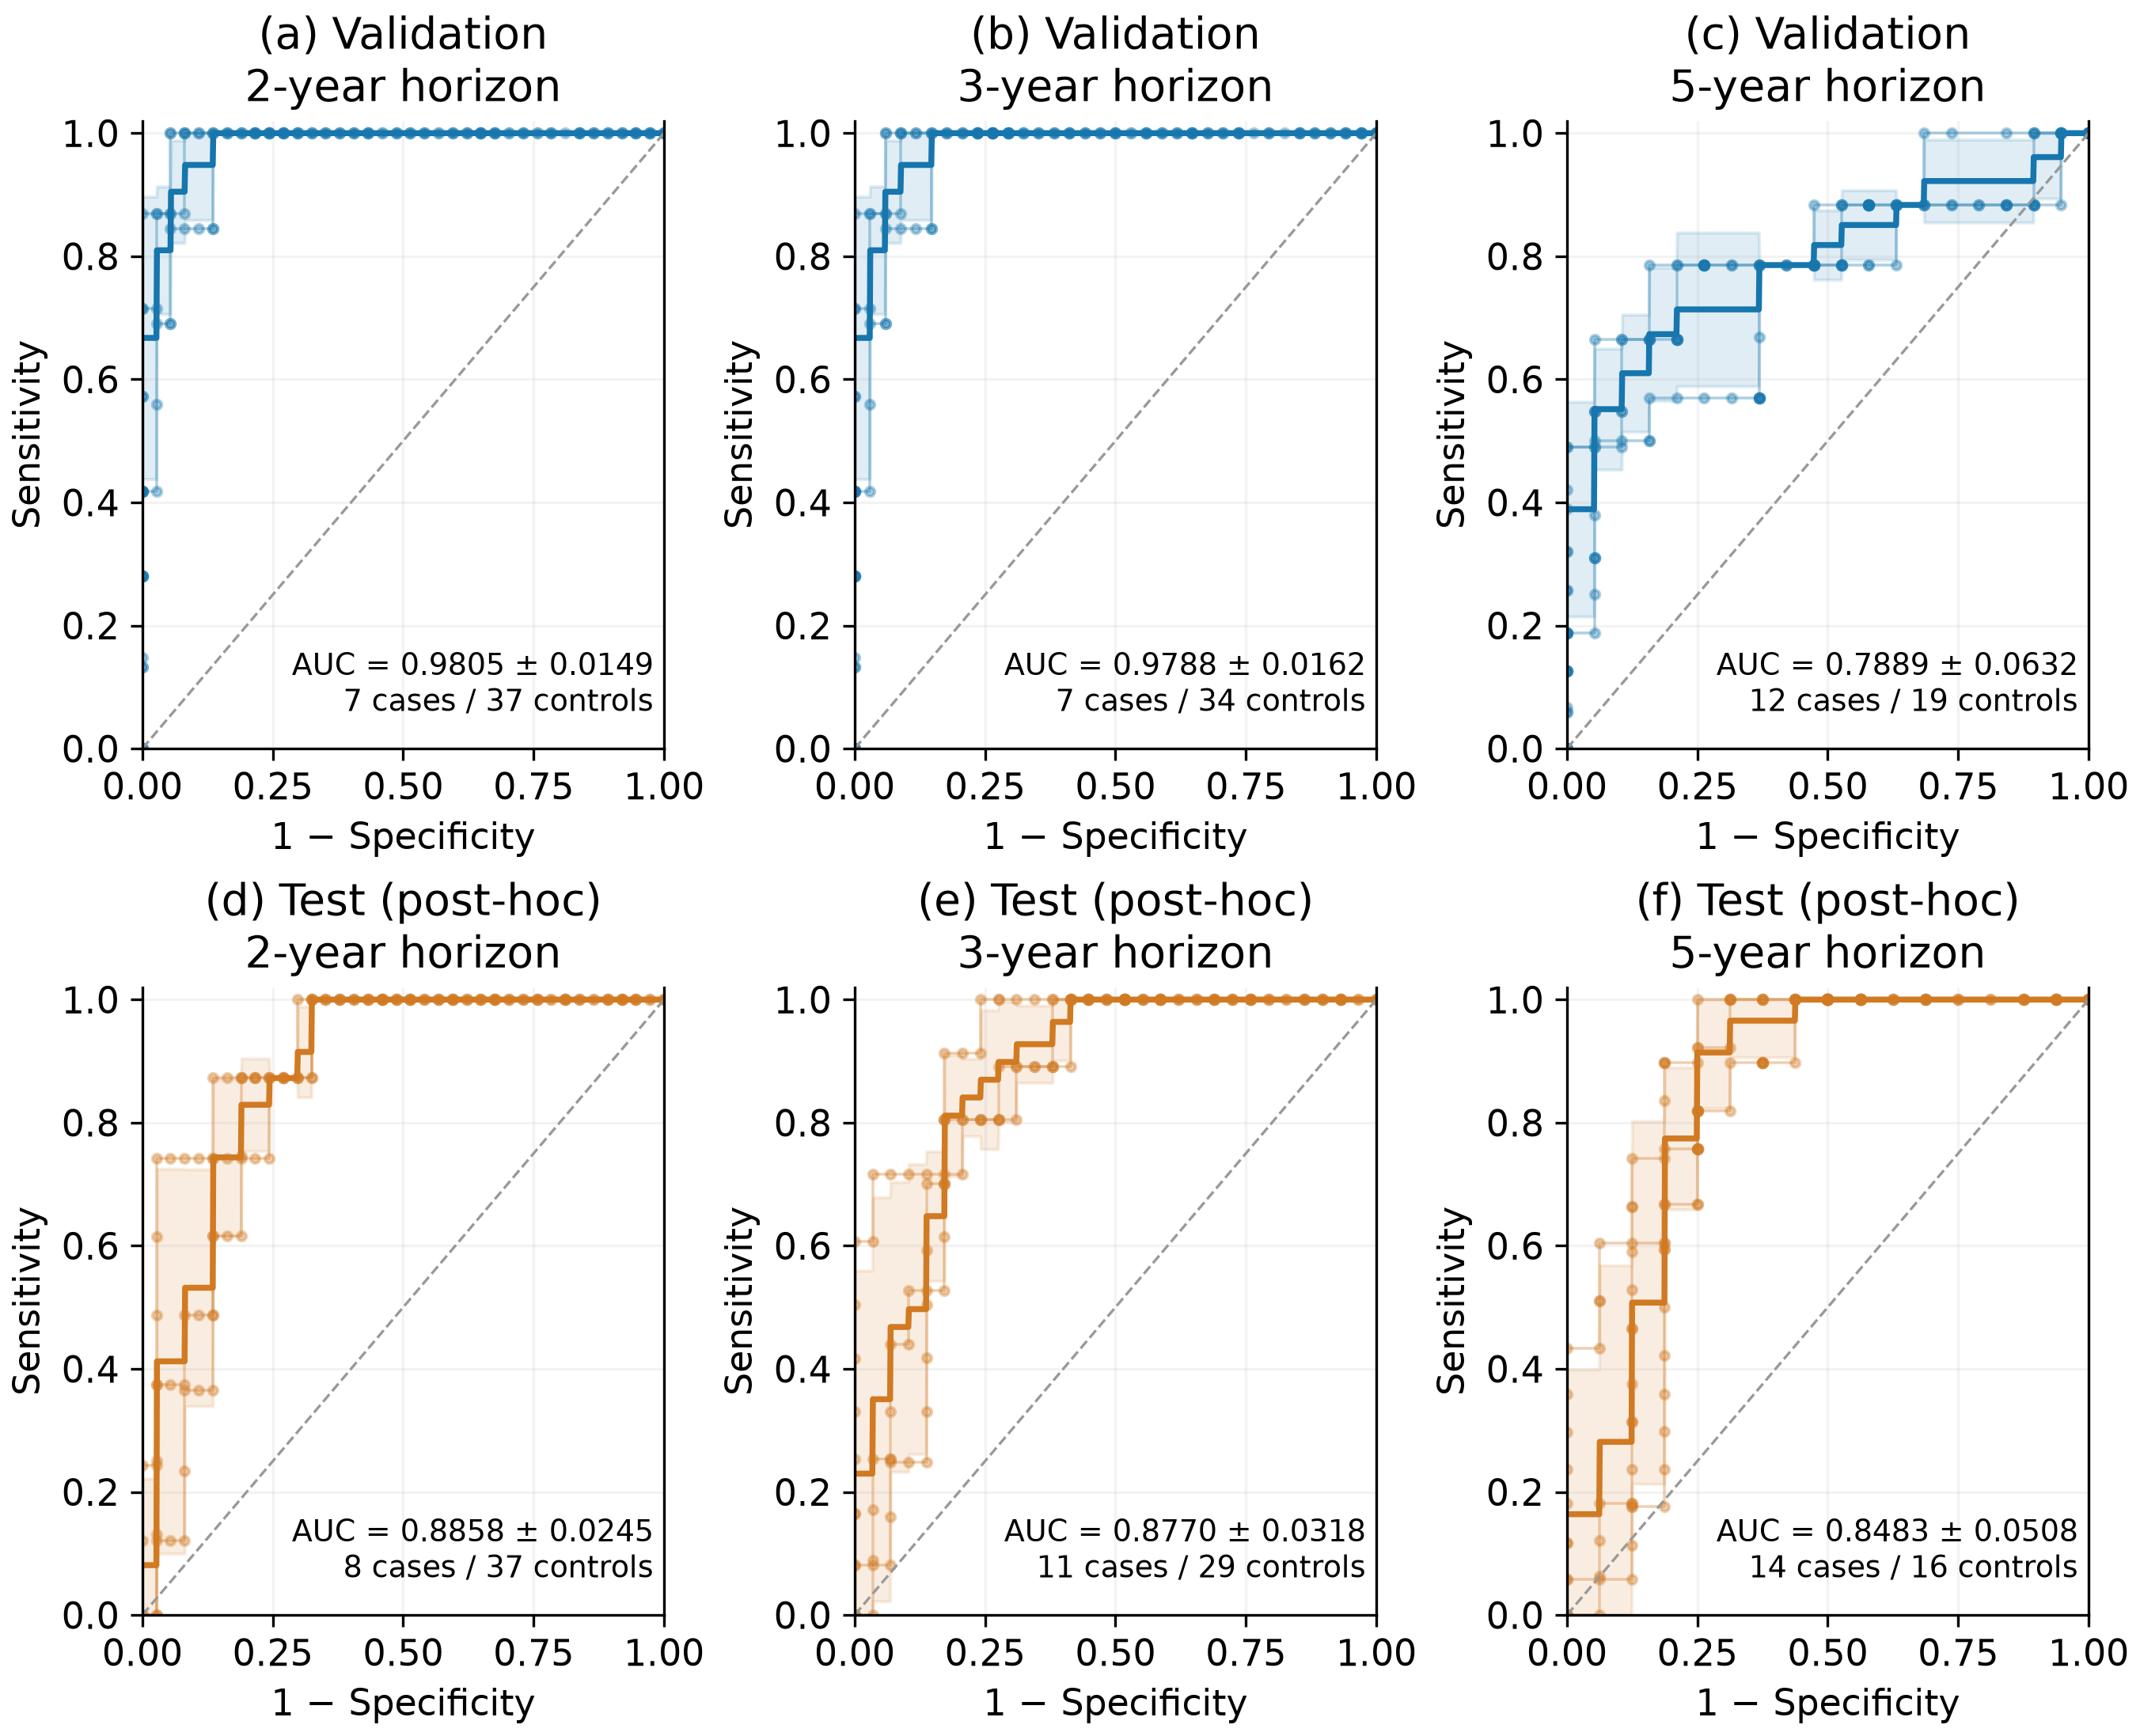 (a) Validation
2-year horizon
1.0
0.8
0.6
0.4
0.2
0.0
Sensitivity
AUC = 0.9805 ± 0.0149
7 cases / 37 controls
0.00 0.25 0.50 0.75 1.00
1 − Specificity
(b) Validation
3-year horizon
1.0
0.8
0.6
0.4
0.2
0.0
Sensitivity
AUC = 0.9788 ± 0.0162
7 cases / 34 controls
0.00 0.25 0.50 0.75 1.00
1 − Specificity
(c) Validation
5-year horizon
1.0
0.8
0.6
0.4
0.2
0.0
Sensitivity
AUC = 0.7889 ± 0.0632
12 cases / 19 controls
0.00 0.25 0.50 0.75 1.00
1 − Specificity
(d) Test (post-hoc)
2-year horizon
1.0
0.8
0.6
0.4
0.2
0.0
Sensitivity
AUC = 0.8858 ± 0.0245
8 cases / 37 controls
0.00 0.25 0.50 0.75 1.00
1 − Specificity
(e) Test (post-hoc)
3-year horizon
1.0
0.8
0.6
0.4
0.2
0.0
Sensitivity
AUC = 0.8770 ± 0.0318
11 cases / 29 controls
0.00 0.25 0.50 0.75 1.00
1 − Specificity
(f) Test (post-hoc)
5-year horizon
1.0
0.8
0.6
0.4
0.2
0.0
Sensitivity
AUC = 0.8483 ± 0.0508
14 cases / 16 controls
0.00 0.25 0.50 0.75 1.00
1 − Specificity